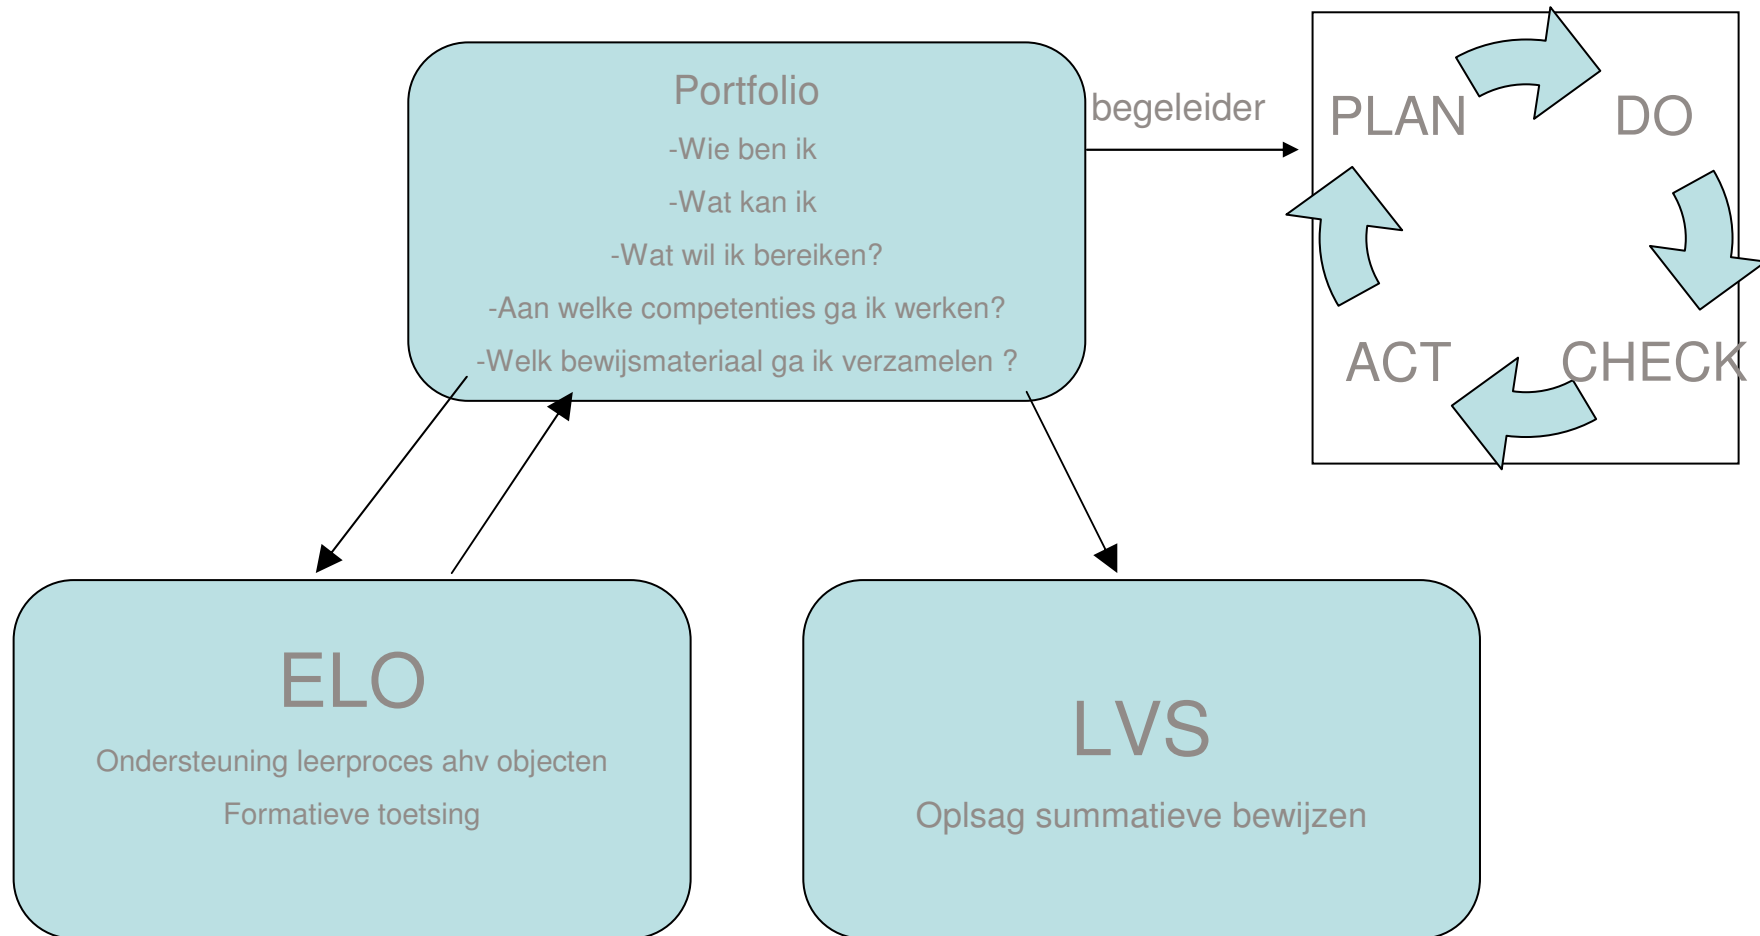 Portfolio
-Wie ben ik
-Wat kan ik
-Wat wil ik bereiken?
-Aan welke competenties ga ik werken?
-Welk bewijsmateriaal ga ik verzamelen ?
begeleider
PLAN
DO
ACT
CHECK
ELO
Ondersteuning leerproces ahv objecten
Formatieve toetsing
LVS
Oplsag summatieve bewijzen